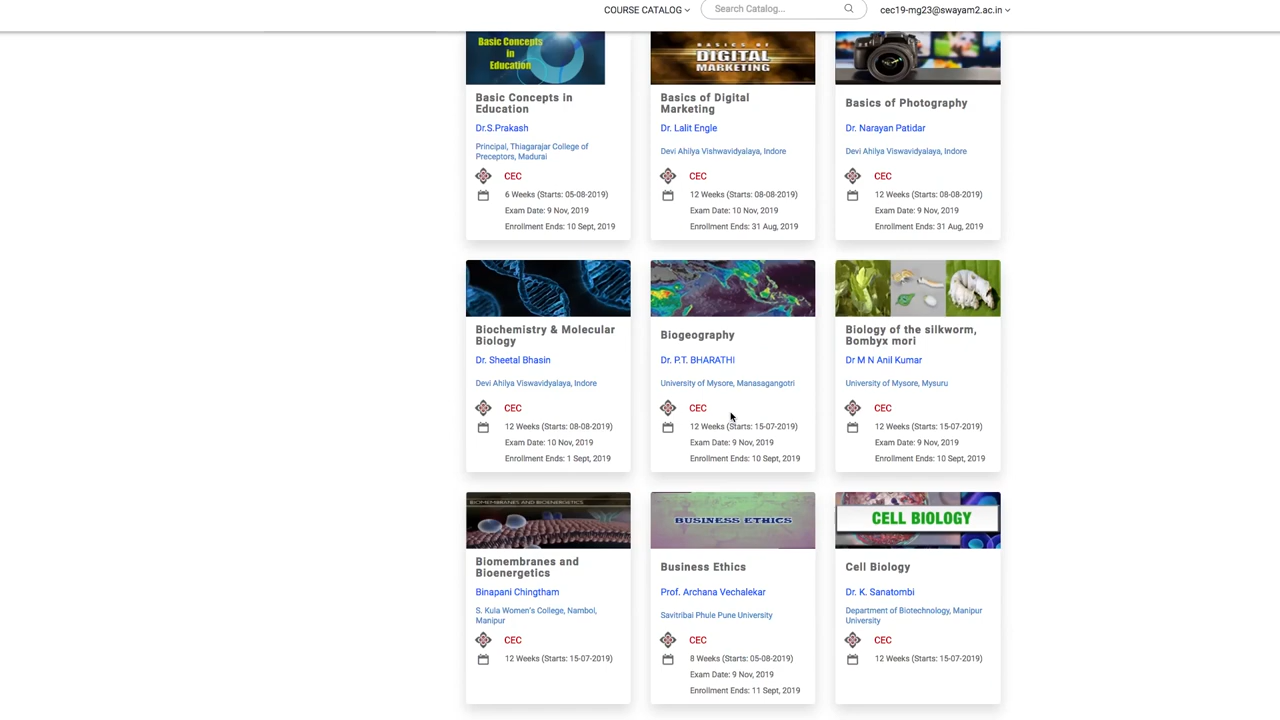 COURSE CATALOG
Search Catalog...
cec19-mg23@swayam2.ac.in
Basic Concepts
in
Education
Basic Concepts in
Education
Dr.S.Prakash
Principal, Thiagarajar College of
Preceptors, Madurai
CEC
6 Weeks (Starts: 05-08-2019)
Exam Date: 9 Nov, 2019
Enrollment Ends: 10 Sept, 2019
BASICS OF
DIGITAL
MARKETING
Basics of Digital
Marketing
Dr. Lalit Engle
Devi Ahilya Vishwavidyalaya, Indore
CEC
12 Weeks (Starts: 08-08-2019)
Exam Date: 10 Nov, 2019
Enrollment Ends: 31 Aug, 2019
Basics of Photography
Dr. Narayan Patidar
Devi Ahilya Viswavidyalaya, Indore
CEC
12 Weeks (Starts: 08-08-2019)
Exam Date: 9 Nov, 2019
Enrollment Ends: 31 Aug, 2019
Biochemistry & Molecular
Biology
Dr. Sheetal Bhasin
Devi Ahilya Viswavidyalaya, Indore
CEC
12 Weeks (Starts: 08-08-2019)
Exam Date: 10 Nov, 2019
Enrollment Ends: 1 Sept, 2019
Biogeography
Dr. P.T. BHARATHI
University of Mysore, Manasagangotri
CEC
12 Weeks (Starts: 15-07-2019)
Exam Date: 9 Nov, 2019
Enrollment Ends: 10 Sept, 2019
Biology of the silkworm,
Bombyx mori
Dr M N Anil Kumar
University of Mysore, Mysuru
CEC
12 Weeks (Starts: 15-07-2019)
Exam Date: 9 Nov, 2019
Enrollment Ends: 10 Sept, 2019
BIOMEMBRANES AND BIOENERGETICS
Biomembranes and
Bioenergetics
Binapani Chingtham
S. Kula Women's College, Nambol,
Manipur
CEC
12 Weeks (Starts: 15-07-2019)
BUSINESS ETHICS
Business Ethics
Prof. Archana Vechalekar
Savitribai Phule Pune University
CEC
8 Weeks (Starts: 05-08-2019)
Exam Date: 9 Nov, 2019
Enrollment Ends: 11 Sept, 2019
CELL BIOLOGY
Cell Biology
Dr. K. Sanatombi
Department of Biotechnology, Manipur
University
CEC
12 Weeks (Starts: 15-07-2019)